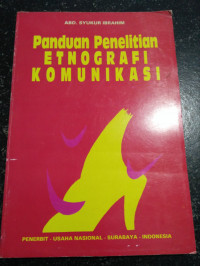 ABD. SYUKUR IBRAHIM
Panduan Penelitian
ETNOGRAFI
KOMUNIKASI
PENERBIT - USAHA NASIONAL - SURABAYA - INDONESIA